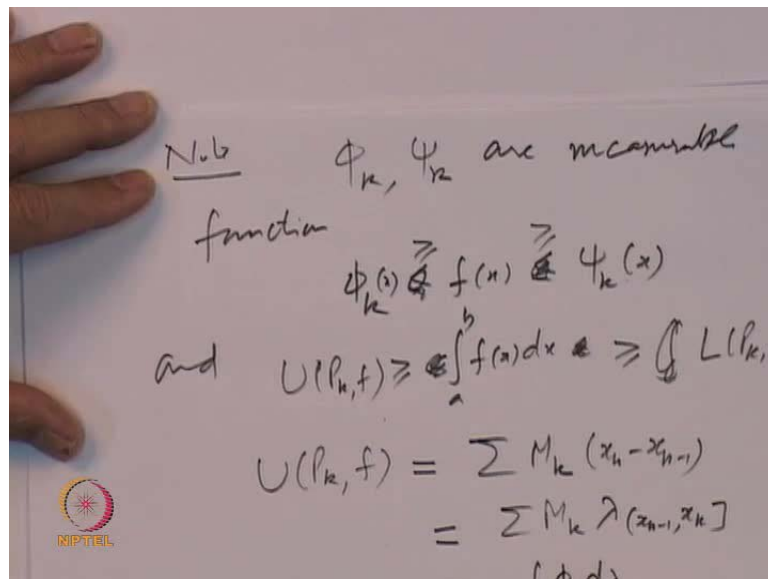 Note Φₖ, Ψₖ are measurable
function
Φₖ(x) ≥ f(x) ≥ Ψₖ(x)
and U(Pₖ,f) ≥ ∫ₐᵇ f(x)dx ≥ L(Pₖ,
U(Pₖ,f) = ∑ Mₖ (xₙ - xₙ₋₁)
= ∑ Mₖ λ(xₙ₋₁, xₖ]
NPTEL